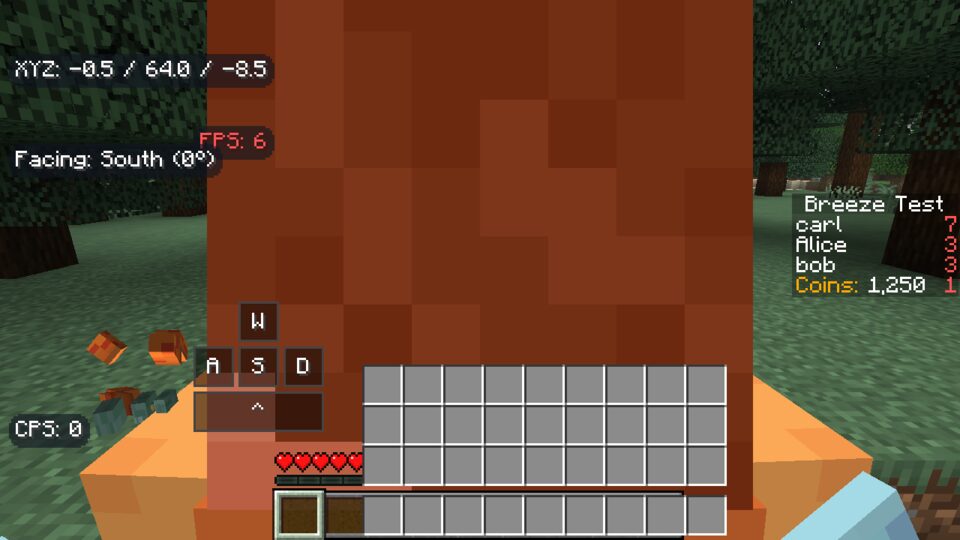 XYZ: -0.5 / 64.0 / -8.5
FPS: 6
Facing: South (0°)
Breeze Test
carl 7
Alice 3
bob 3
Coins: 1,250 1
W
A S D
^
CPS: 0